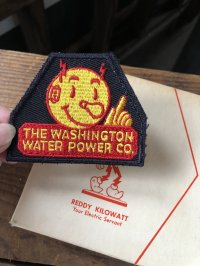 THE WASHINGTON
WATER POWER CO.
REDDY KILOWATT
Your Electric Servant